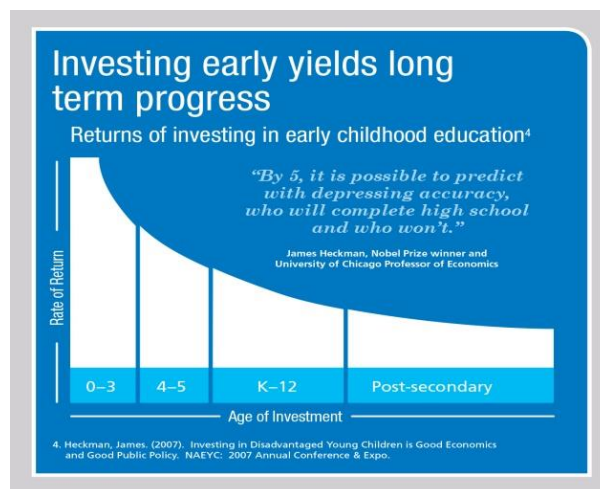 Investing early yields long
term progress
Returns of investing in early childhood education⁴
“By 5, it is possible to predict
with depressing accuracy,
who will complete high school
and who won’t.”
James Heckman, Nobel Prize winner and
University of Chicago Professor of Economics
Rate of Return
0–3
4–5
K–12
Post-secondary
Age of Investment
4. Heckman, James. (2007). Investing in Disadvantaged Young Children is Good Economics
and Good Public Policy. NAEYC: 2007 Annual Conference & Expo.